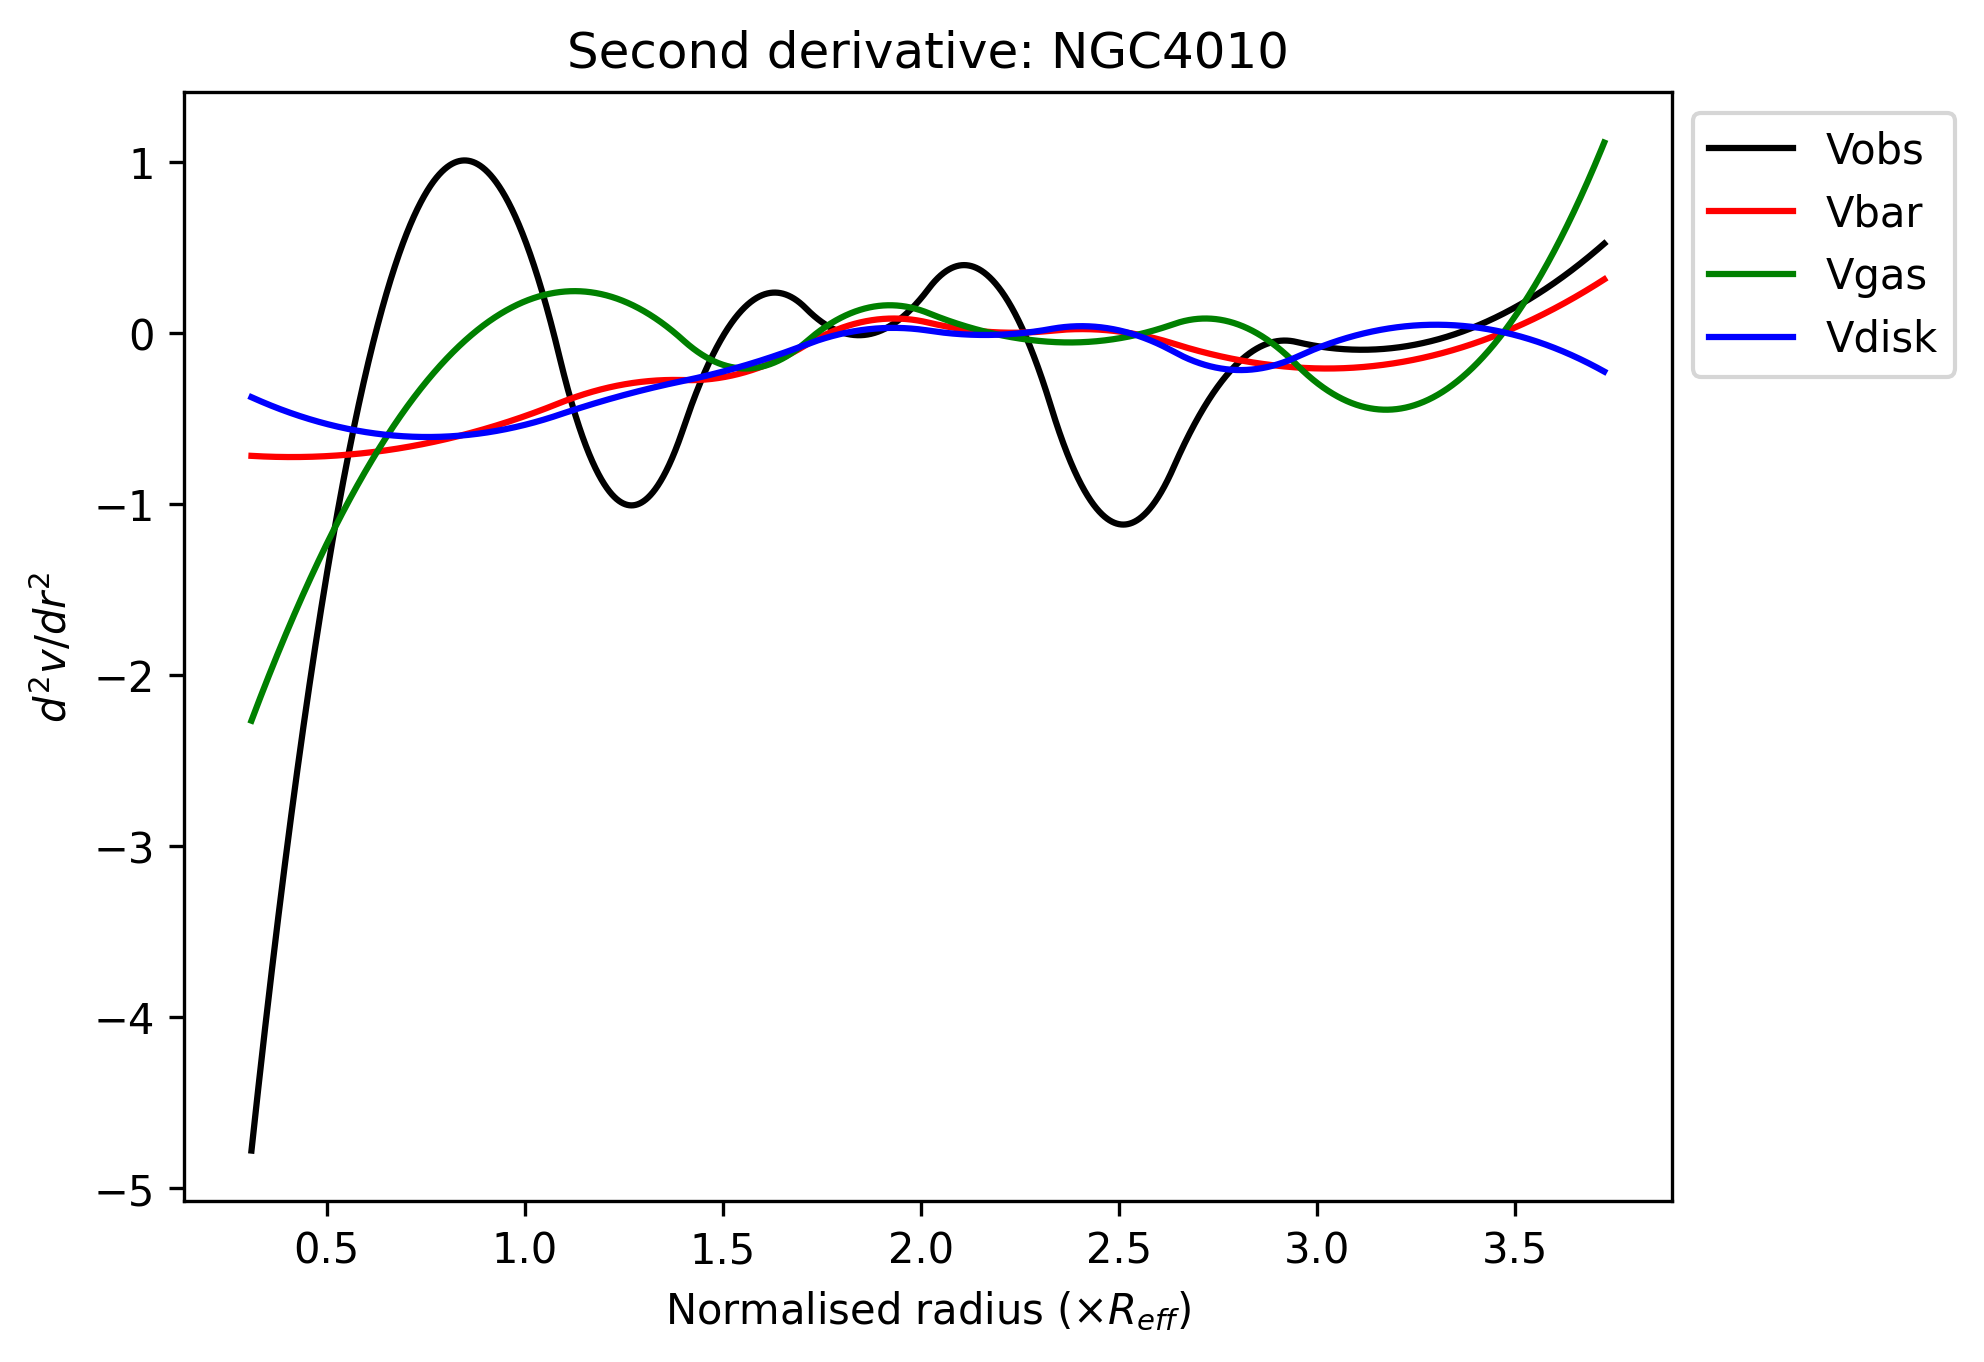 Second derivative: NGC4010
Vobs
Vbar
Vgas
Vdisk
1
0
−1
−2
−3
−4
−5
d²v/dr²
0.5 1.0 1.5 2.0 2.5 3.0 3.5
Normalised radius (×R_eff)